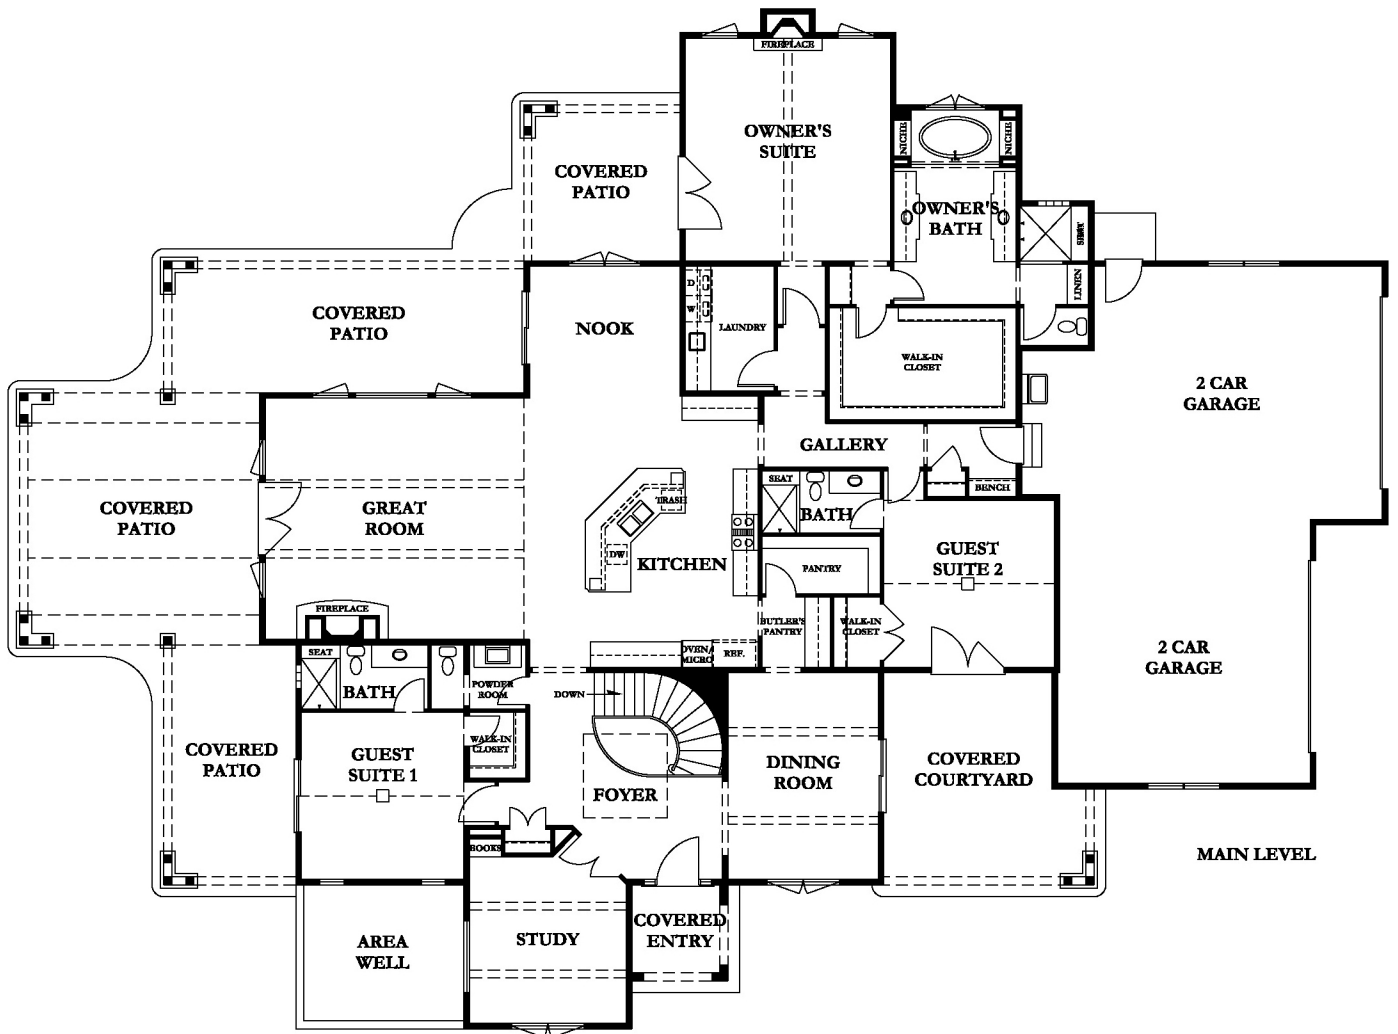 FIREPLACE
OWNER'S
SUITE
NICHE
NICHE
COVERED
PATIO
OWNER'S
BATH
SEAT
LINEN
D
W
LAUNDRY
COVERED
PATIO
NOOK
WALK-IN
CLOSET
2 CAR
GARAGE
GALLERY
BENCH
SEAT
BATH
TRASH
DW
KITCHEN
COVERED
PATIO
GREAT
ROOM
GUEST
SUITE 2
PANTRY
FIREPLACE
BUTLER'S
PANTRY
WALK-IN
CLOSET
OVEN/
MICRO
REF.
2 CAR
GARAGE
SEAT
BATH
POWDER
ROOM
DOWN
WALK-IN
CLOSET
COVERED
PATIO
GUEST
SUITE 1
FOYER
DINING
ROOM
COVERED
COURTYARD
BOOKS
MAIN LEVEL
AREA
WELL
STUDY
COVERED
ENTRY